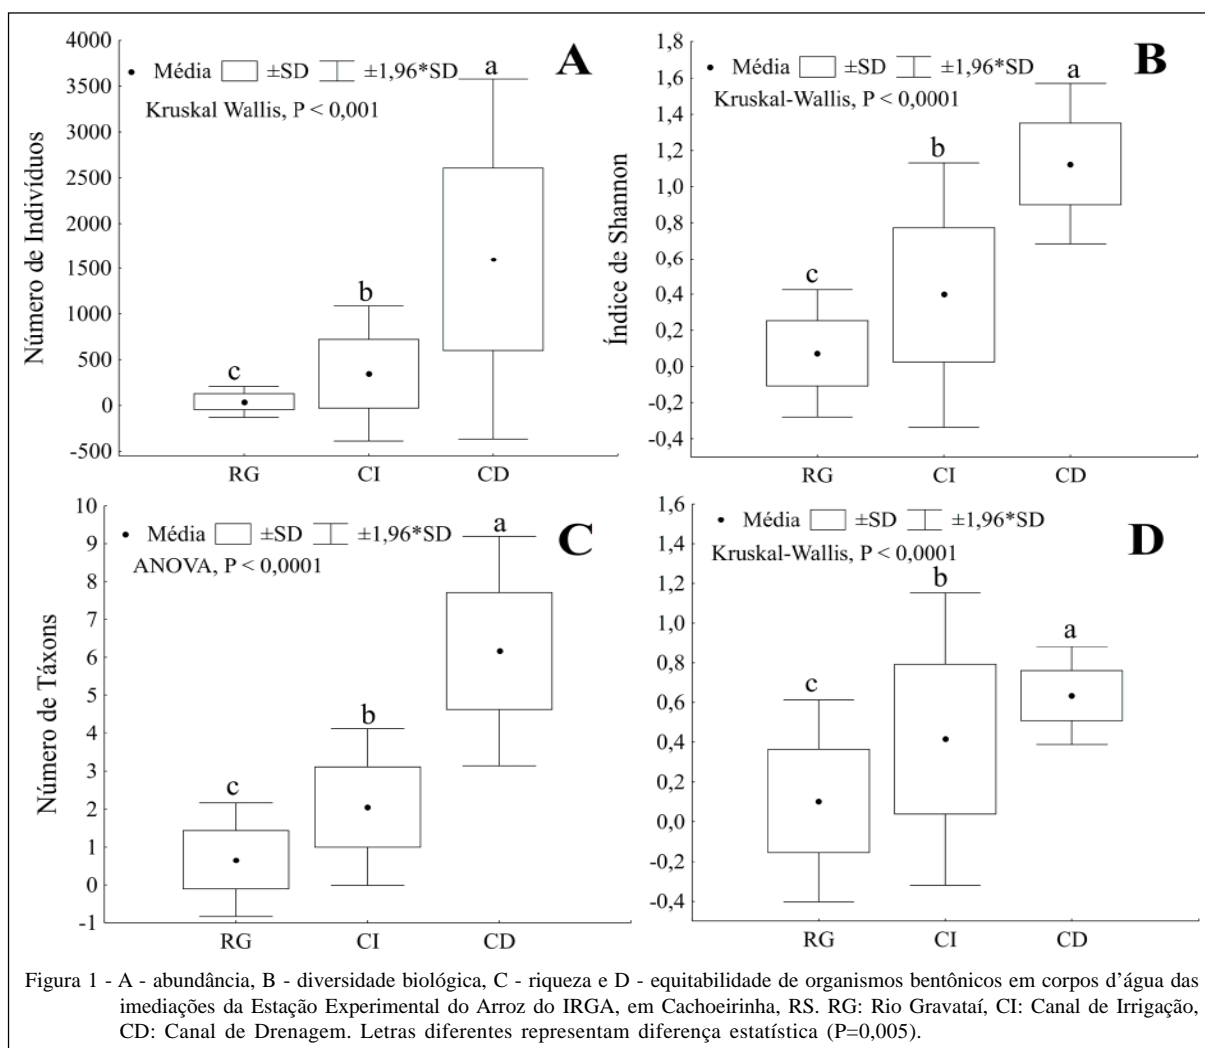 A
• Média ±SD ±1,96*SD
Kruskal Wallis, P < 0,001
Número de Indivíduos
4000
3500
3000
2500
2000
1500
1000
500
0
-500
c
b
a
RG CI CD
B
• Média ±SD ±1,96*SD
Kruskal-Wallis, P < 0,0001
Índice de Shannon
1,8
1,6
1,4
1,2
1,0
0,8
0,6
0,4
0,2
0,0
-0,2
-0,4
c
b
a
RG CI CD
C
• Média ±SD ±1,96*SD
ANOVA, P < 0,0001
Número de Táxons
10
9
8
7
6
5
4
3
2
1
0
-1
c
b
a
RG CI CD
D
• Média ±SD ±1,96*SD
Kruskal-Wallis, P < 0,0001
1,6
1,4
1,2
1,0
0,8
0,6
0,4
0,2
0,0
-0,2
-0,4
c
b
a
RG CI CD
Figura 1 - A - abundância, B - diversidade biológica, C - riqueza e D - equitabilidade de organismos bentônicos em corpos d'água das
imediações da Estação Experimental do Arroz do IRGA, em Cachoeirinha, RS. RG: Rio Gravataí, CI: Canal de Irrigação,
CD: Canal de Drenagem. Letras diferentes representam diferença estatística (P=0,005).